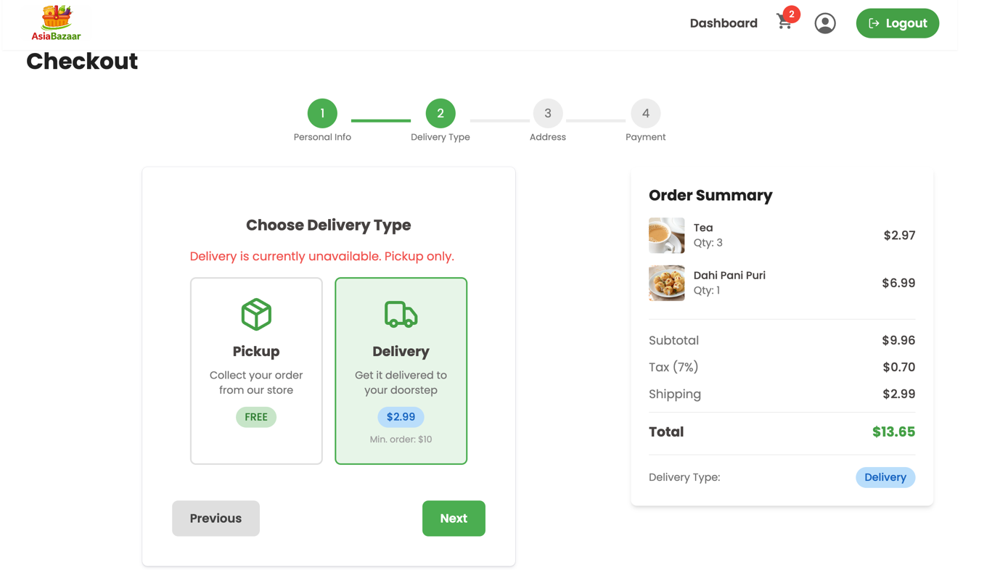 AsiaBazaar
Dashboard
2
Logout
Checkout
1
2
3
4
Personal Info
Delivery Type
Address
Payment
Choose Delivery Type
Delivery is currently unavailable. Pickup only.
Pickup
Collect your order
from our store
FREE
Delivery
Get it delivered to
your doorstep
$2.99
Min. order: $10
Previous
Next
Order Summary
Tea
Qty: 3
$2.97
Dahi Pani Puri
Qty: 1
$6.99
Subtotal
$9.96
Tax (7%)
$0.70
Shipping
$2.99
Total
$13.65
Delivery Type:
Delivery